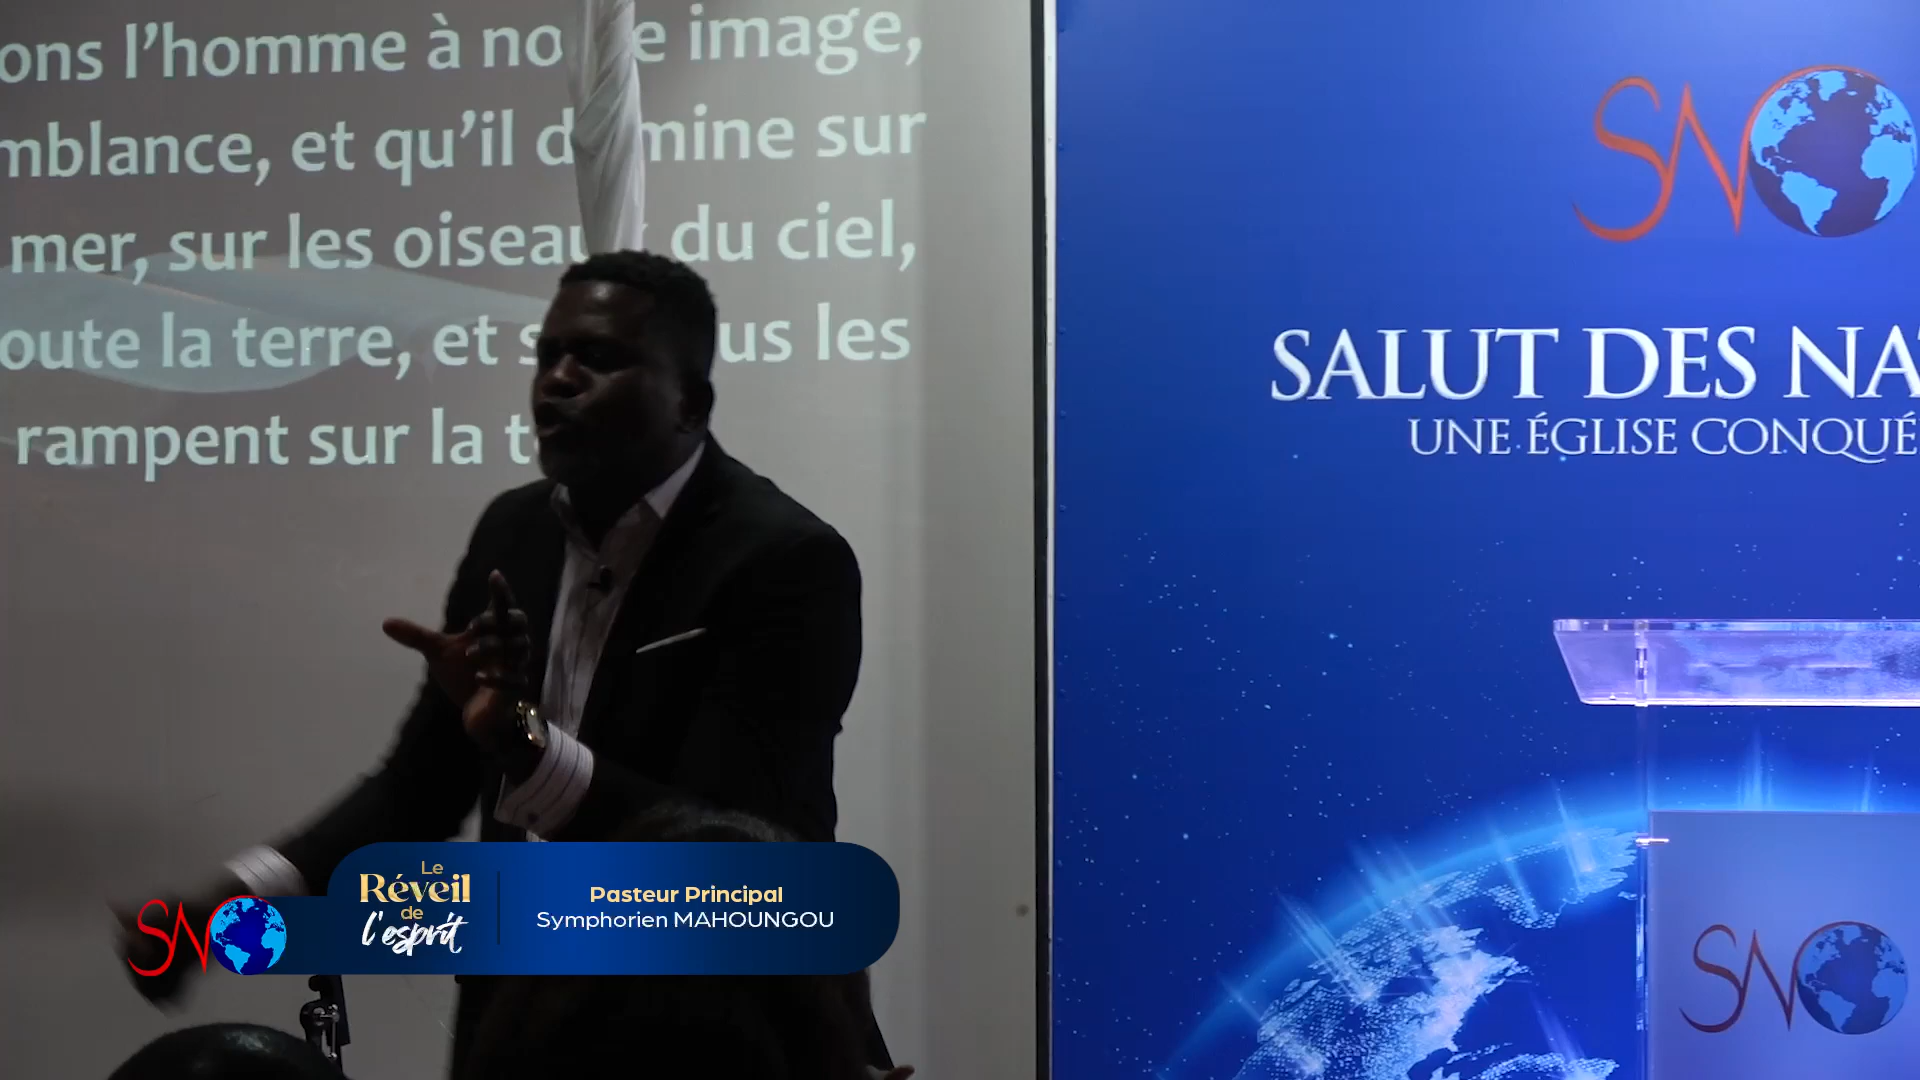 ons l’homme à no e image,
mblance, et qu’il d mine sur
mer, sur les oiseau du ciel,
oute la terre, et s us les
rampent sur la t
SN
SALUT DES NA
UNE ÉGLISE CONQUÉ
Le
Réveil
de
l'esprit
Pasteur Principal
Symphorien MAHOUNGOU
SN
SN